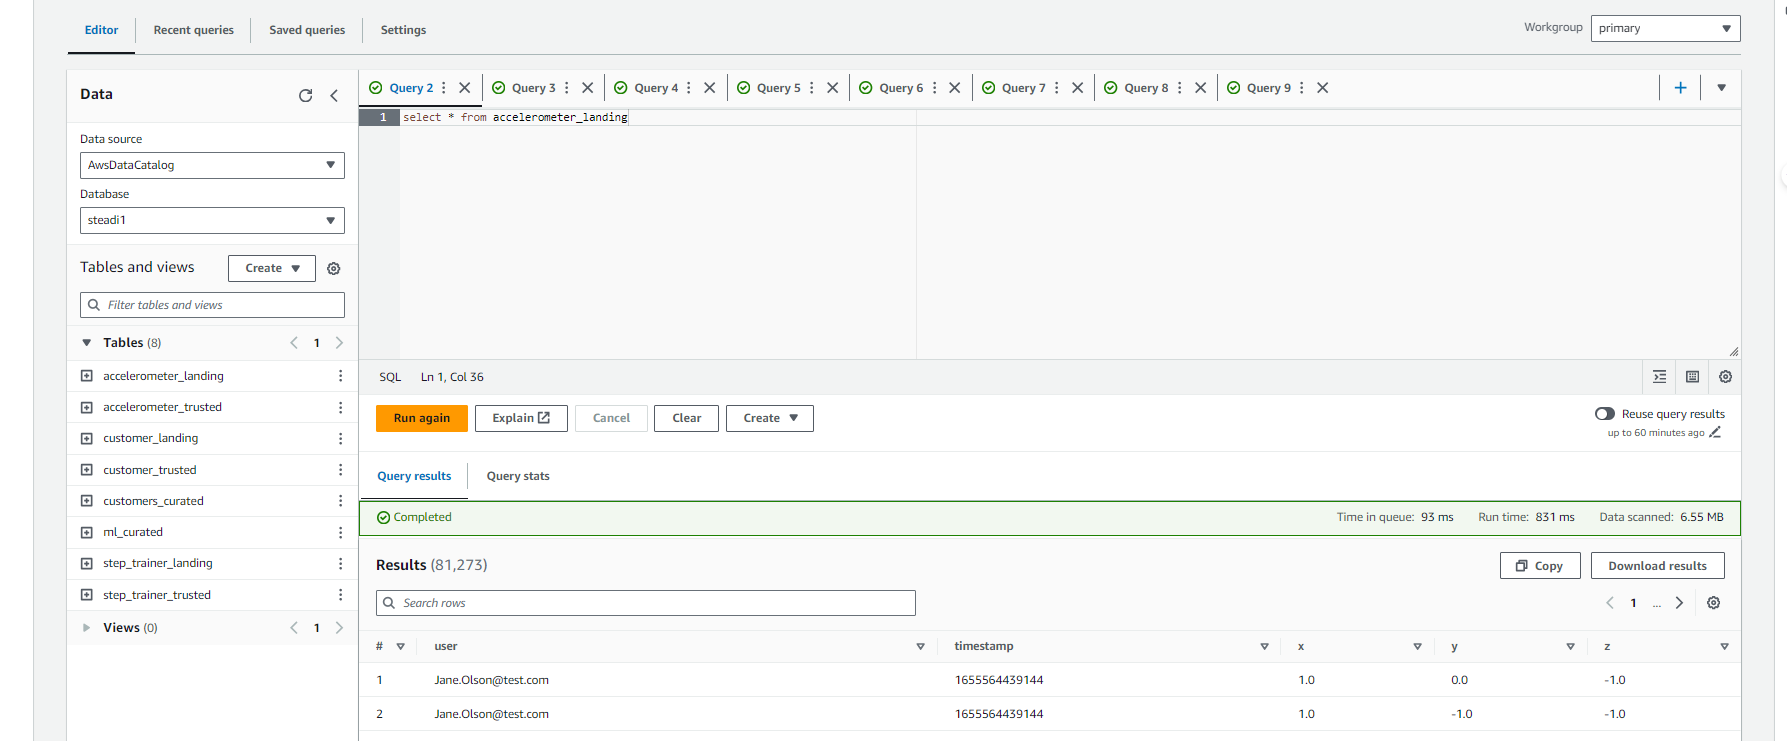 Editor Recent queries Saved queries Settings Workgroup primary
Data
Data source
AwsDataCatalog
Database
steadi1
Tables and views Create
Filter tables and views
Tables (8) 1
accelerometer_landing
accelerometer_trusted
customer_landing
customer_trusted
customers_curated
ml_curated
step_trainer_landing
step_trainer_trusted
Views (0) 1
Query 2 Query 3 Query 4 Query 5 Query 6 Query 7 Query 8 Query 9
1 select * from accelerometer_landing
SQL Ln 1, Col 36
Run again Explain Cancel Clear Create Reuse query results
up to 60 minutes ago
Query results Query stats
Completed Time in queue: 93 ms Run time: 831 ms Data scanned: 6.55 MB
Results (81,273) Copy Download results
Search rows 1 ...
# user timestamp x y z
1 Jane.Olson@test.com 1655564439144 1.0 0.0 -1.0
2 Jane.Olson@test.com 1655564439144 1.0 -1.0 -1.0